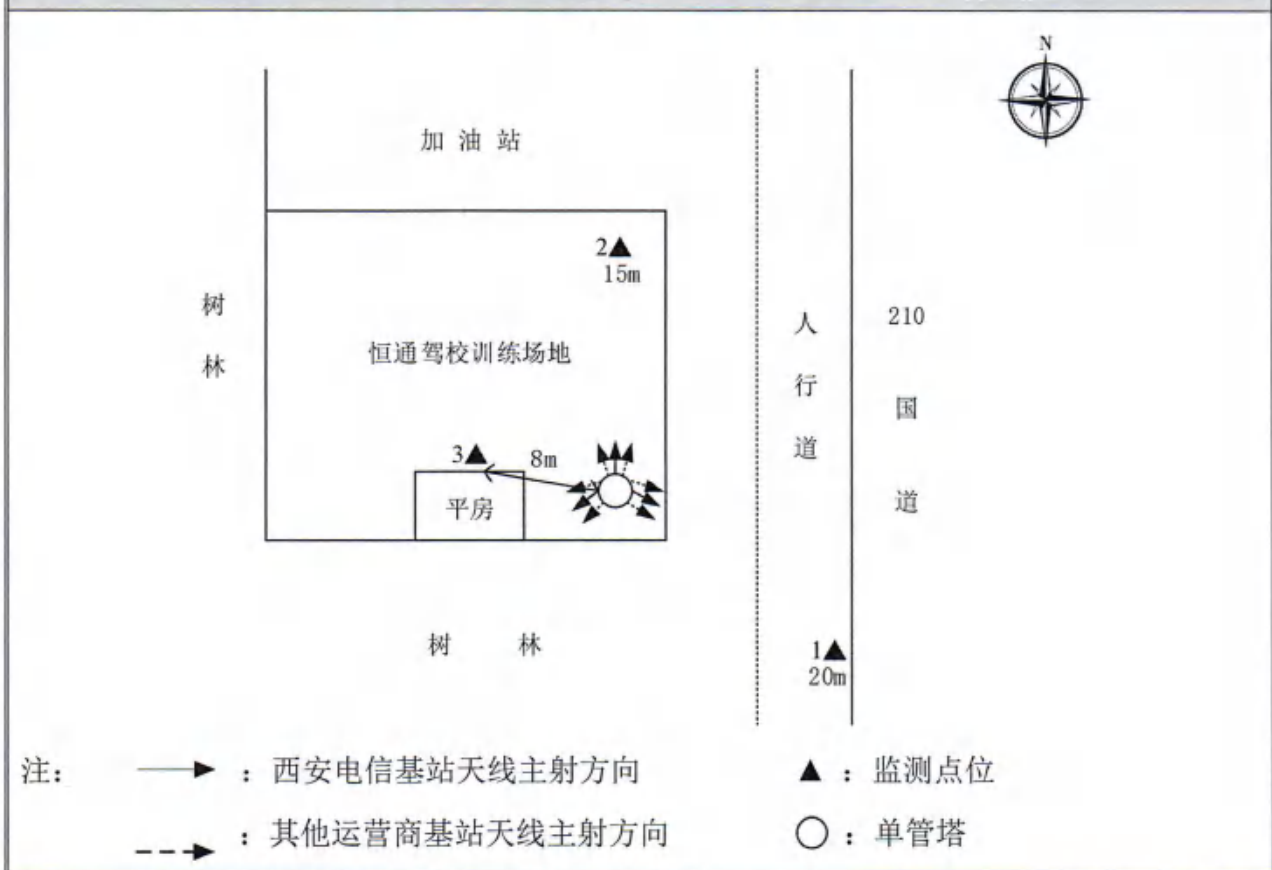 N
加油站
2▲
15m
树林
恒通驾校训练场地
人行道
210国道
3▲
8m
平房
树林
1▲
20m
注：
：西安电信基站天线主射方向
▲：监测点位
：其他运营商基站天线主射方向
○：单管塔